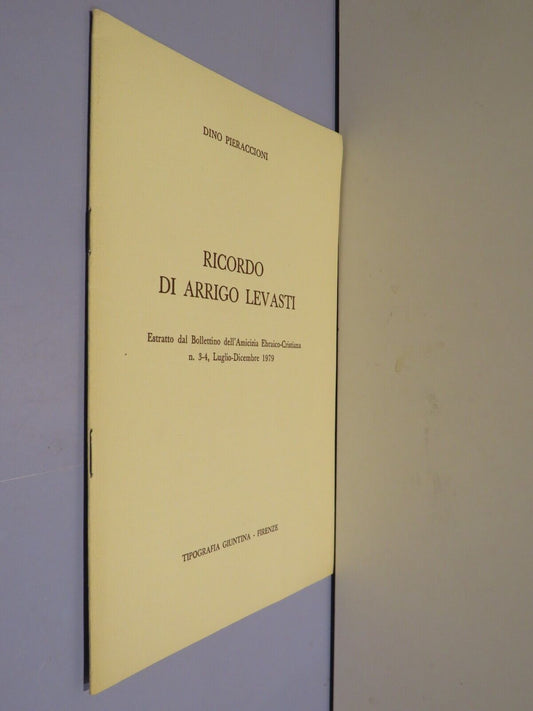 DINO PIERACCIONI
RICORDO
DI ARRIGO LEVASTI
Estratto dal Bollettino dell'Amicizia Ebraico-Cristiana
n. 3-4, Luglio-Dicembre 1979
TIPOGRAFIA GIUNTINA - FIRENZE